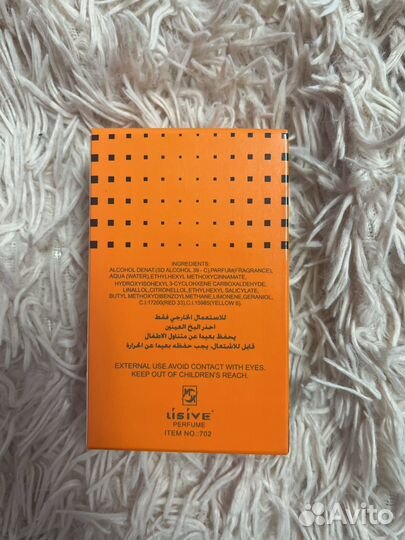 INGREDIENTS:
ALCOHOL DENAT.(SD ALCOHOL 39 - C),PARFUM(FRAGRANCE),
AQUA (WATER),ETHYLHEXYL METHOXYCINNAMATE,
HYDROXYISOHEXYL 3-CYCLOHXENE CARBOXALDEHYDE,
LINALLOL,CITRONELLOL,ETHYLHEXYL SALICYLATE,
BUTYL METHOXYDIBENZOYLMETHANE,LIMONENE,GERANIOL,
C.I.17200(RED 33),C.I.15985(YELLOW 6).
للاستعمال الخارجي فقط
احذر البخ العينين
يحفظ بعيدا عن متناول الاطفال
قابل للاشتعال، يجب حفظه بعيدا عن الحرارة
EXTERNAL USE AVOID CONTACT WITH EYES.
KEEP OUT OF CHILDREN'S REACH.
LISIVE
PERFUME
ITEM NO.:702
Avito